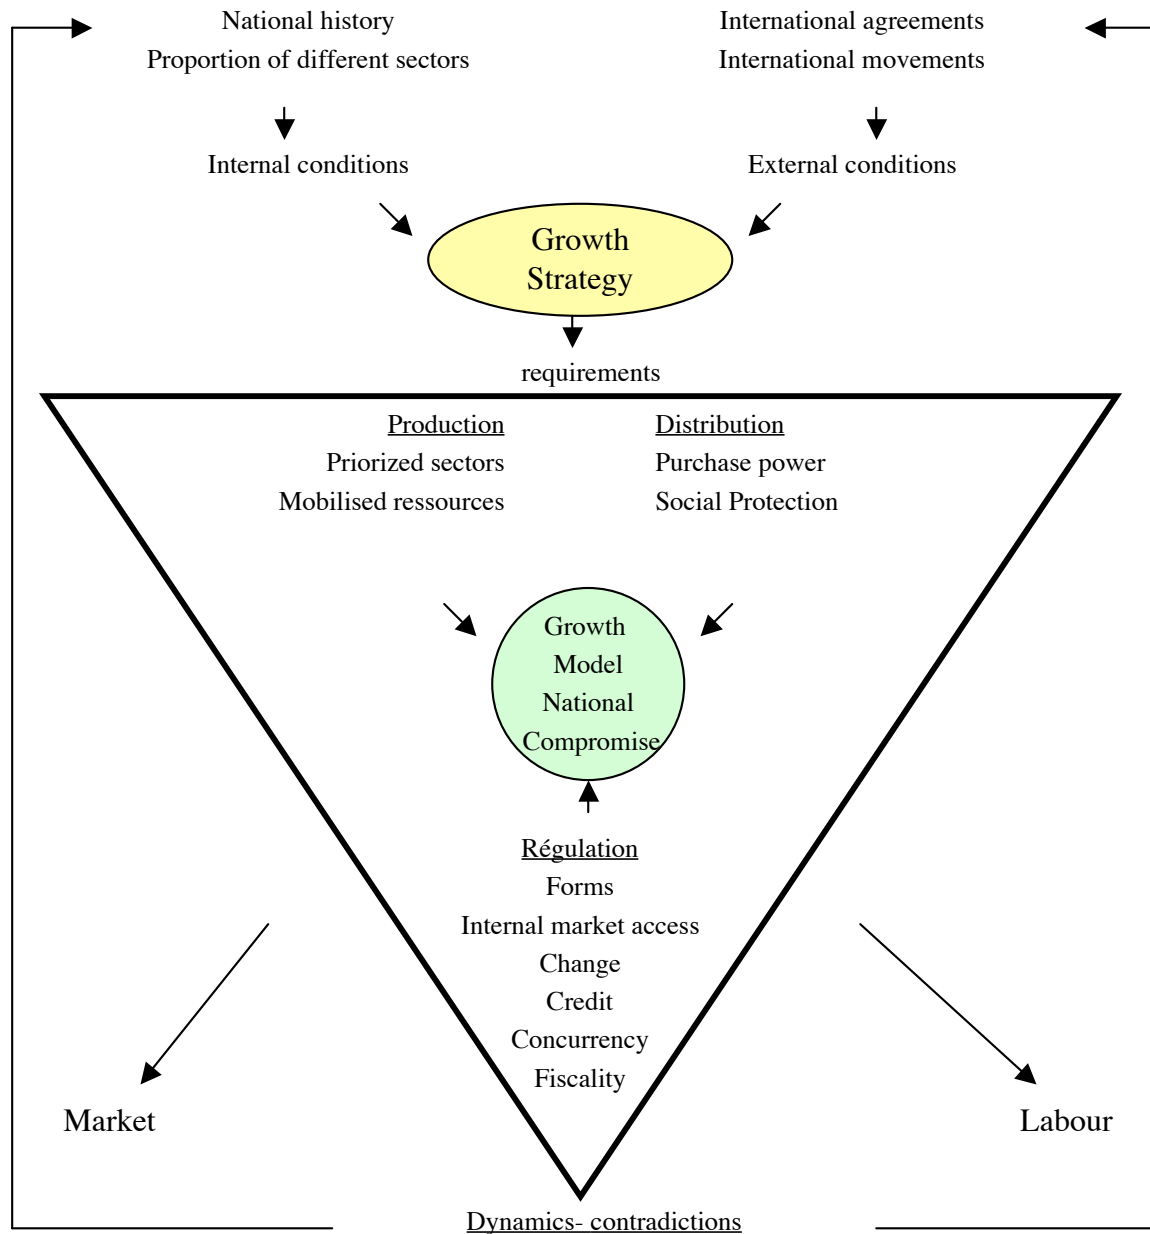 National history
Proportion of different sectors
International agreements
International movements
Internal conditions
External conditions
Growth
Strategy
requirements
Production
Priorized sectors
Mobilised ressources
Distribution
Purchase power
Social Protection
Growth
Model
National
Compromise
Régulation
Forms
Internal market access
Change
Credit
Concurrency
Fiscality
Market
Labour
Dynamics- contradictions